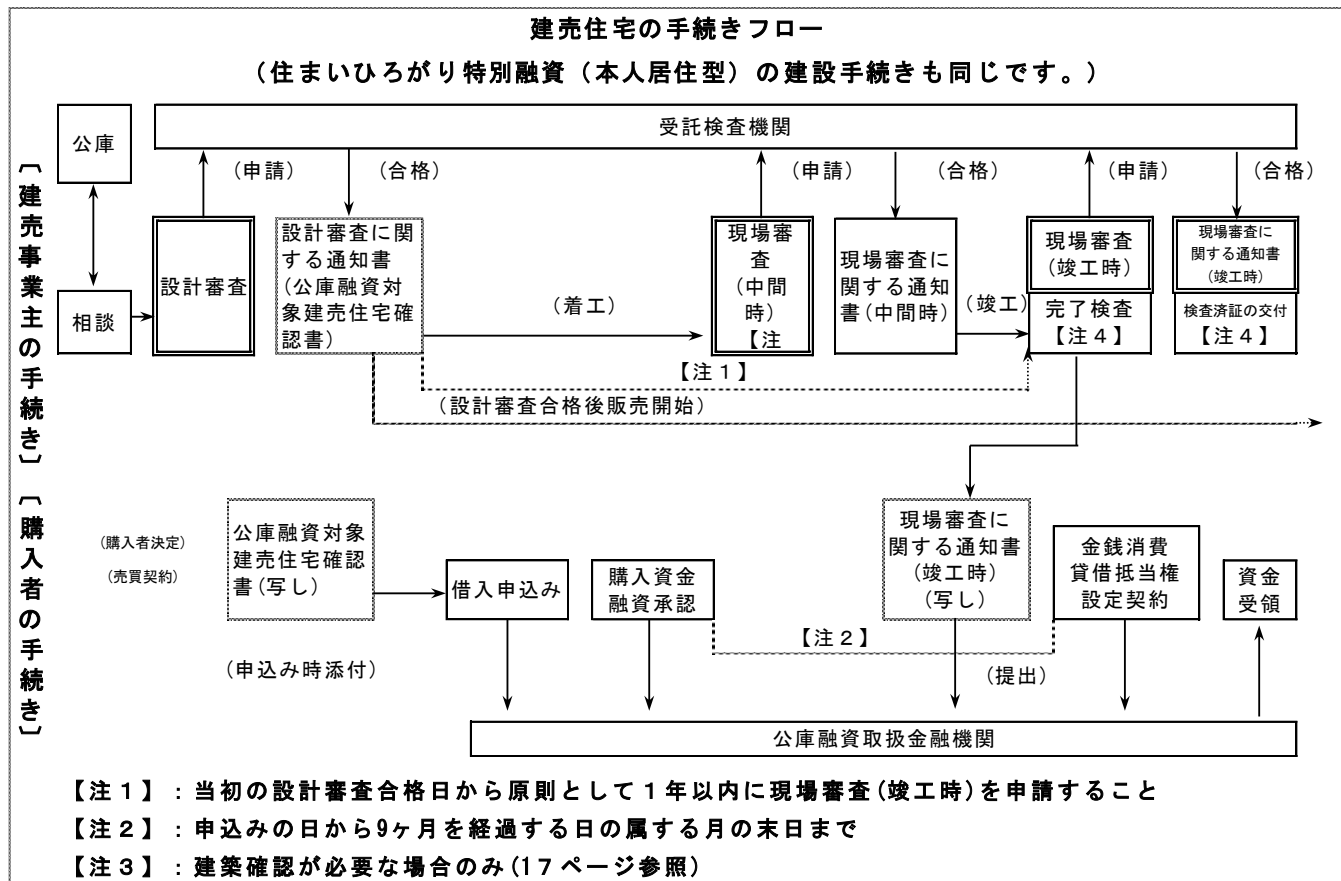 建売住宅の手続きフロー
（住まいひろがり特別融資（本人居住型）の建設手続きも同じです。）
〔建売事業主の手続き〕
公庫
受託検査機関
（申請）
（合格）
（申請）
（合格）
（申請）
（合格）
相談
設計審査
設計審査に関
する通知書
（公庫融資対
象建売住宅確
認書）
（着工）
現場審
査
（中間
時）
【注
現場審査に
関する通知
書（中間時）
（竣工）
現場審査
（竣工時）
完了検査
【注４】
現場審査に
関する通知書
（竣工時）
検査済証の交付
【注４】
【注１】
（設計審査合格後販売開始）
〔購入者の手続き〕
（購入者決定）
（売買契約）
公庫融資対象
建売住宅確認
書（写し）
（申込み時添付）
借入申込み
購入資金
融資承認
【注２】
現場審査に
関する通知書
（竣工時）
（写し）
（提出）
金銭消費
貸借抵当権
設定契約
資金
受領
公庫融資取扱金融機関
【注１】：当初の設計審査合格日から原則として１年以内に現場審査（竣工時）を申請すること
【注２】：申込みの日から9ヶ月を経過する日の属する月の末日まで
【注３】：建築確認が必要な場合のみ（17ページ参照）